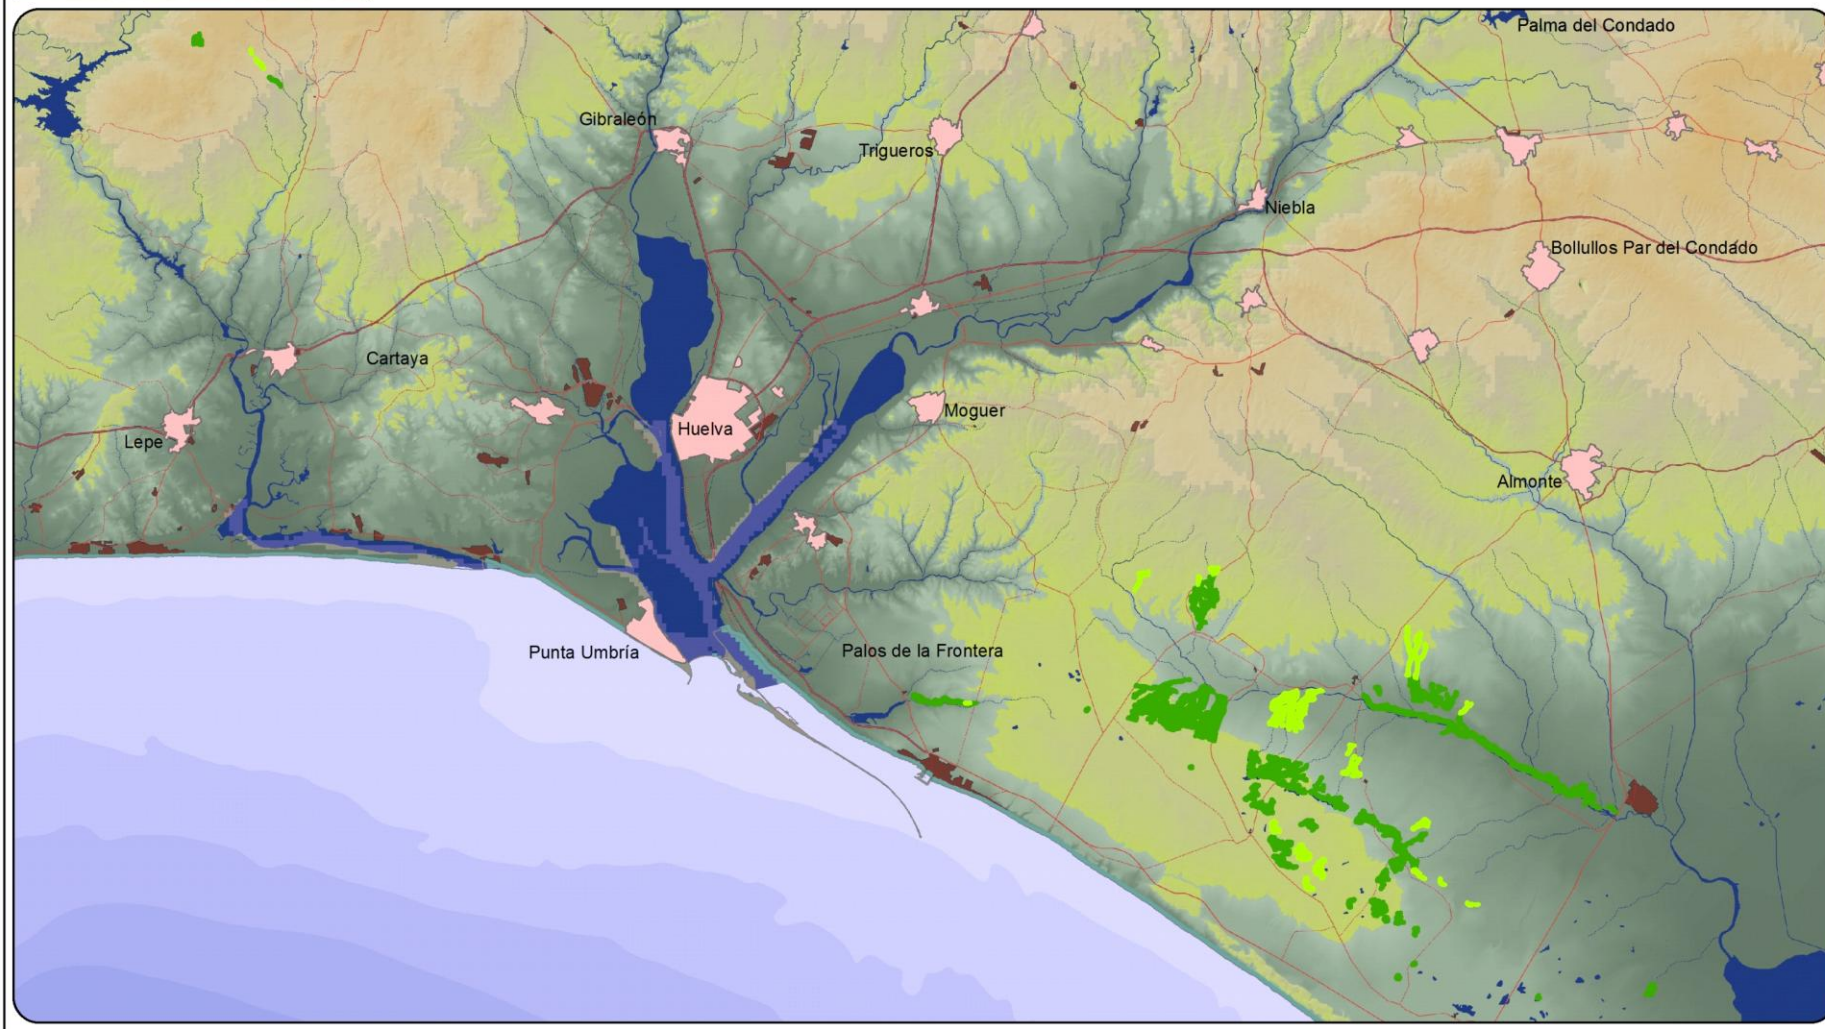 Palma del Condado
Gibraleón
Trigueros
Niebla
Bollullos Par del Condado
Cartaya
Moguer
Huelva
Lepe
Almonte
Punta Umbría
Palos de la Frontera